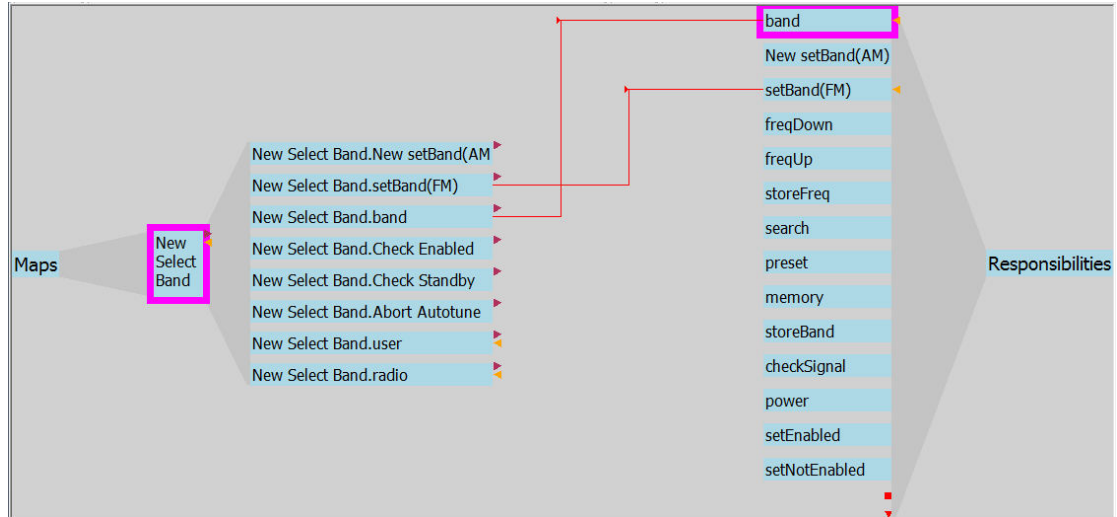 Maps
New
Select
Band
New Select Band.New setBand(AM
New Select Band.setBand(FM)
New Select Band.band
New Select Band.Check Enabled
New Select Band.Check Standby
New Select Band.Abort Autotune
New Select Band.user
New Select Band.radio
band
New setBand(AM)
setBand(FM)
freqDown
freqUp
storeFreq
search
preset
memory
storeBand
checkSignal
power
setEnabled
setNotEnabled
Responsibilities